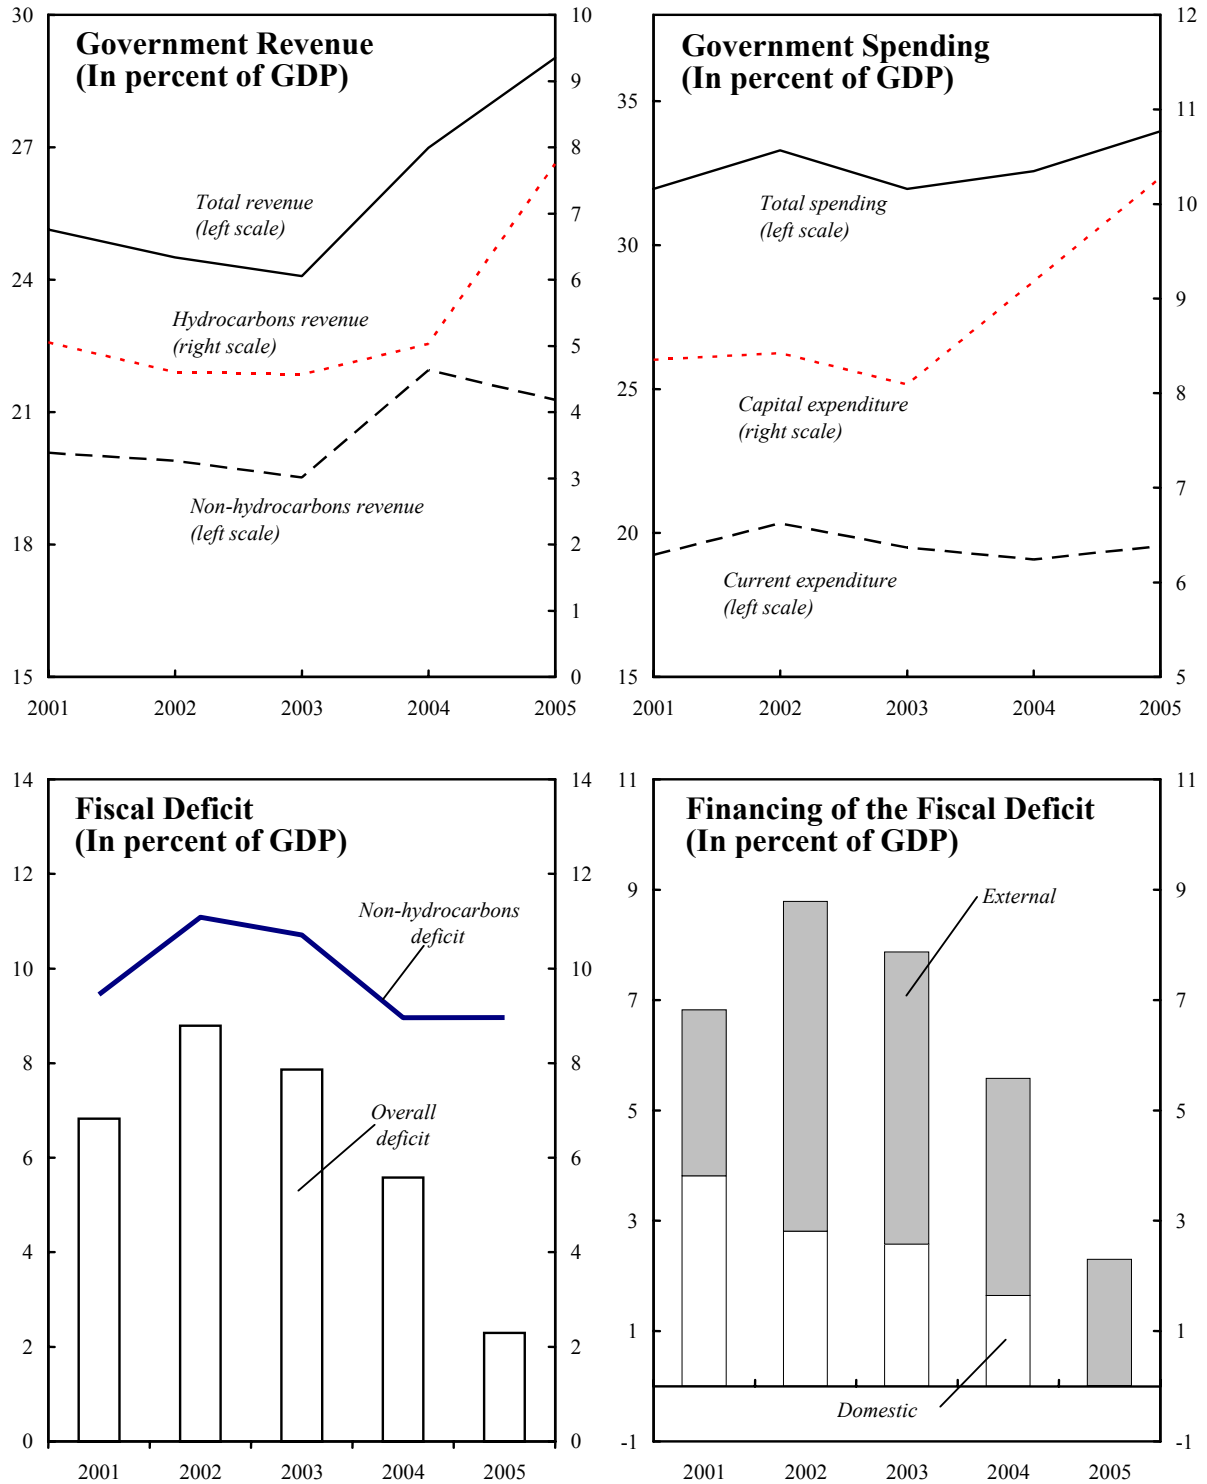 Government Revenue
(In percent of GDP)
30
27
24
21
18
15
10
9
8
7
6
5
4
3
2
1
0
Total revenue
(left scale)
Hydrocarbons revenue
(right scale)
Non-hydrocarbons revenue
(left scale)
2001 2002 2003 2004 2005
Government Spending
(In percent of GDP)
35
30
25
20
15
12
11
10
9
8
7
6
5
Total spending
(left scale)
Capital expenditure
(right scale)
Current expenditure
(left scale)
2001 2002 2003 2004 2005
Fiscal Deficit
(In percent of GDP)
14
12
10
8
6
4
2
0
14
12
10
8
6
4
2
0
Non-hydrocarbons
deficit
Overall
deficit
2001 2002 2003 2004 2005
Financing of the Fiscal Deficit
(In percent of GDP)
11
9
7
5
3
1
-1
11
9
7
5
3
1
-1
External
Domestic
2001 2002 2003 2004 2005